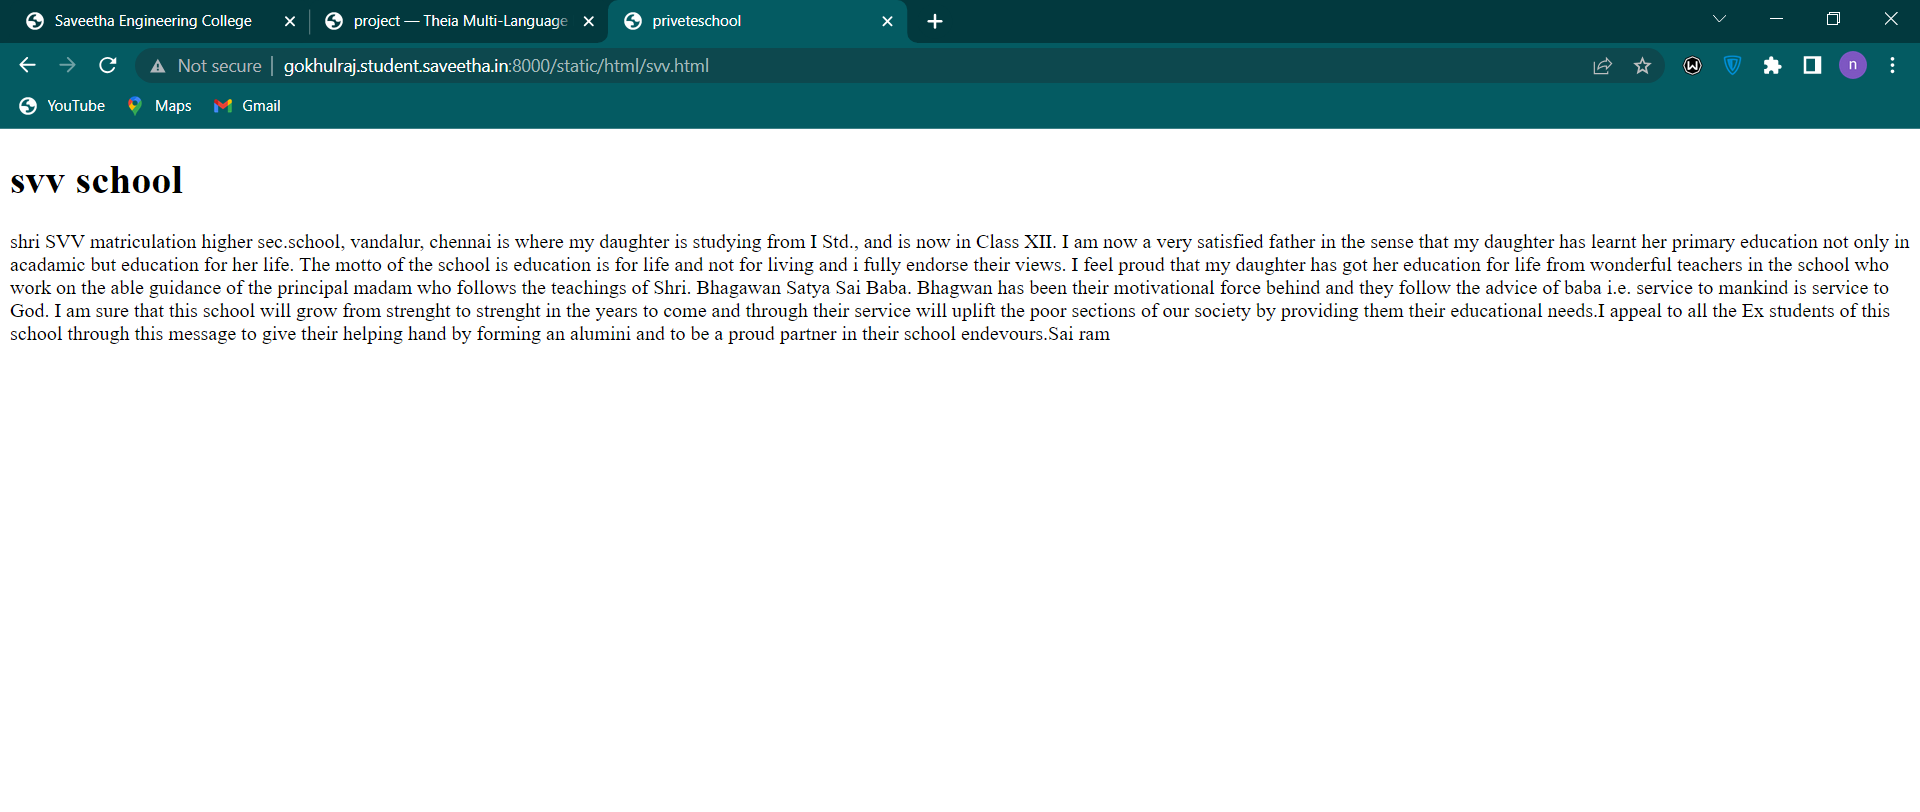 Saveetha Engineering College
project — Theia Multi-Language
priveteschool
Not secure
gokhulraj.student.saveetha.in:8000/static/html/svv.html
n
YouTube
Maps
Gmail
svv school
shri SVV matriculation higher sec.school, vandalur, chennai is where my daughter is studying from I Std., and is now in Class XII. I am now a very satisfied father in the sense that my daughter has learnt her primary education not only in
acadamic but education for her life. The motto of the school is education is for life and not for living and i fully endorse their views. I feel proud that my daughter has got her education for life from wonderful teachers in the school who
work on the able guidance of the principal madam who follows the teachings of Shri. Bhagawan Satya Sai Baba. Bhagwan has been their motivational force behind and they follow the advice of baba i.e. service to mankind is service to
God. I am sure that this school will grow from strenght to strenght in the years to come and through their service will uplift the poor sections of our society by providing them their educational needs.I appeal to all the Ex students of this
school through this message to give their helping hand by forming an alumini and to be a proud partner in their school endevours.Sai ram